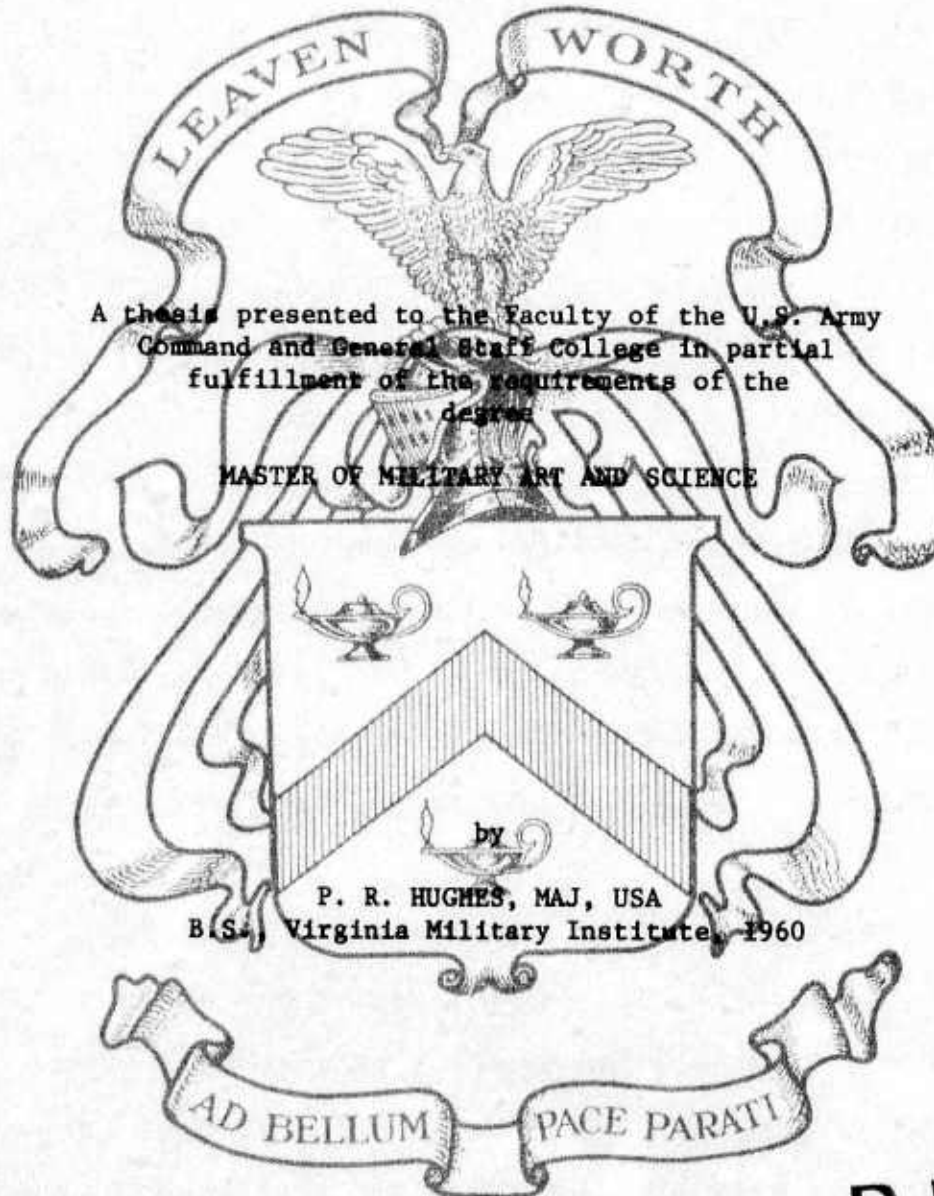 LEAVEN WORTH
A thesis presented to the Faculty of the U.S. Army
Command and General Staff College in partial
fulfillment of the requirements of the
degree
MASTER OF MILITARY ART AND SCIENCE
by
P. R. HUGHES, MAJ, USA
B.S., Virginia Military Institute, 1960
AD BELLUM PACE PARATI